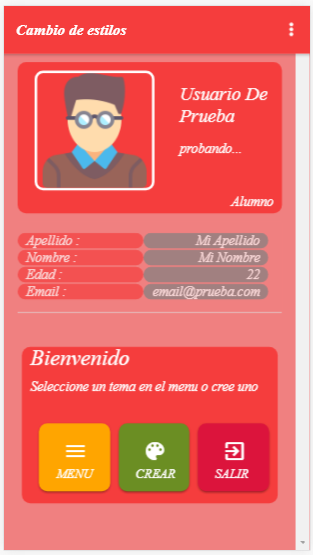 Cambio de estilos
Usuario De
Prueba
probando...
Alumno
Apellido : Mi Apellido
Nombre : Mi Nombre
Edad : 22
Email : email@prueba.com
Bienvenido
Seleccione un tema en el menu o cree uno
MENU CREAR SALIR